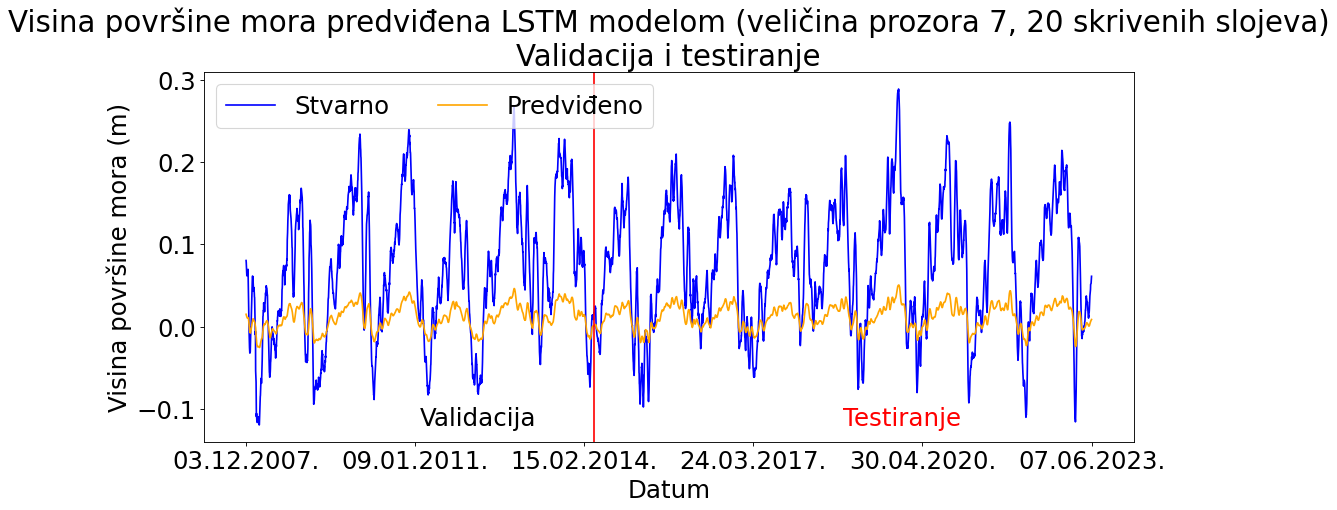 Visina površine mora predviđena LSTM modelom (veličina prozora 7, 20 skrivenih slojeva)
Validacija i testiranje
Stvarno
Predviđeno
Visina površine mora (m)
0.3
0.2
0.1
0.0
−0.1
Validacija
Testiranje
03.12.2007.
09.01.2011.
15.02.2014.
24.03.2017.
30.04.2020.
07.06.2023.
Datum